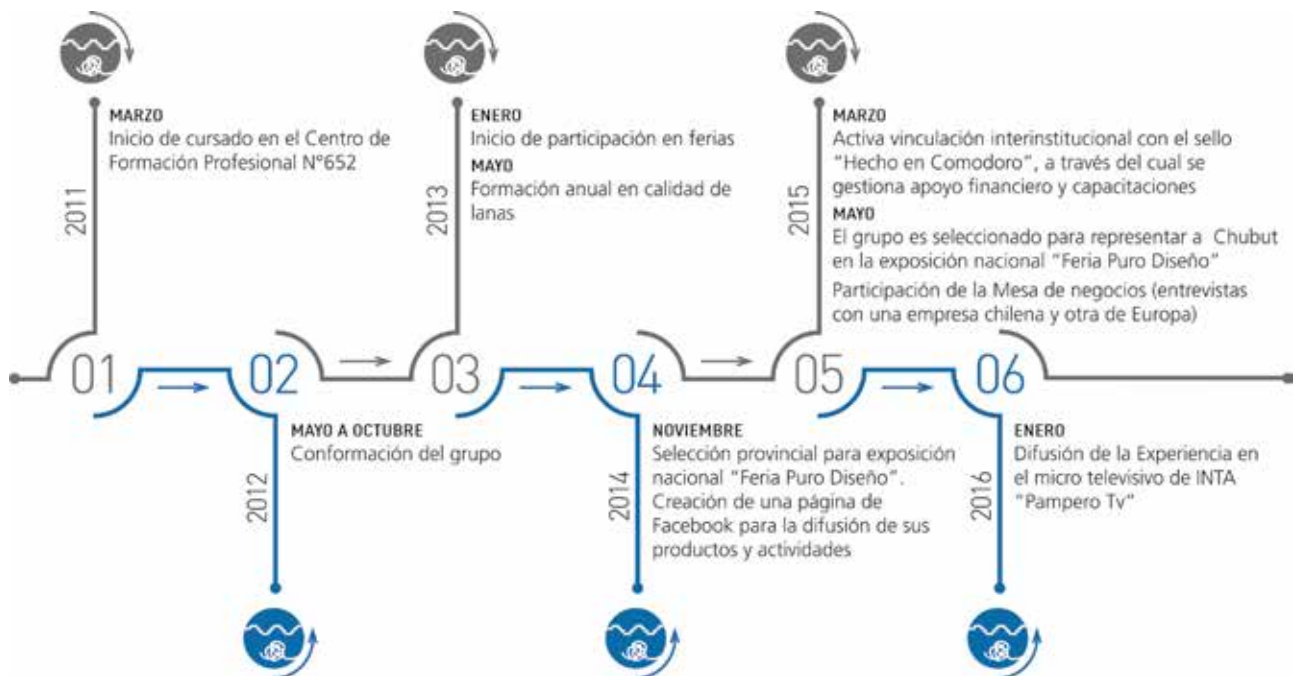 MARZO
Inicio de cursado en el Centro de
Formación Profesional N°652
2011
01
MAYO A OCTUBRE
Conformación del grupo
2012
02
ENERO
Inicio de participación en ferias
MAYO
Formación anual en calidad de
lanas
2013
03
NOVIEMBRE
Selección provincial para exposición
nacional “Feria Puro Diseño”.
Creación de una página de
Facebook para la difusión de sus
productos y actividades
2014
04
MARZO
Activa vinculación interinstitucional con el sello
“Hecho en Comodoro”, a través del cual se
gestiona apoyo financiero y capacitaciones
MAYO
El grupo es seleccionado para representar a Chubut
en la exposición nacional “Feria Puro Diseño”
Participación de la Mesa de negocios (entrevistas
con una empresa chilena y otra de Europa)
2015
05
ENERO
Difusión de la Experiencia en
el micro televisivo de INTA
“Pampero Tv”
2016
06